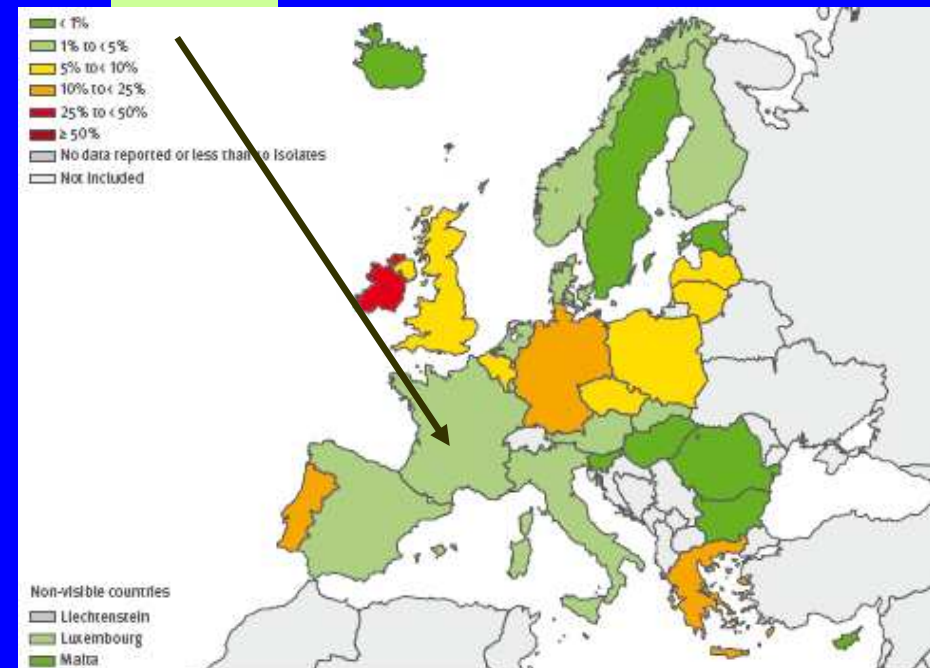 < 1%
1% to < 5%
5% to < 10%
10% to < 25%
25% to < 50%
≥ 50%
No data reported or less than 10 isolates
Not included
Non-visible countries
Liechtenstein
Luxembourg
Malta